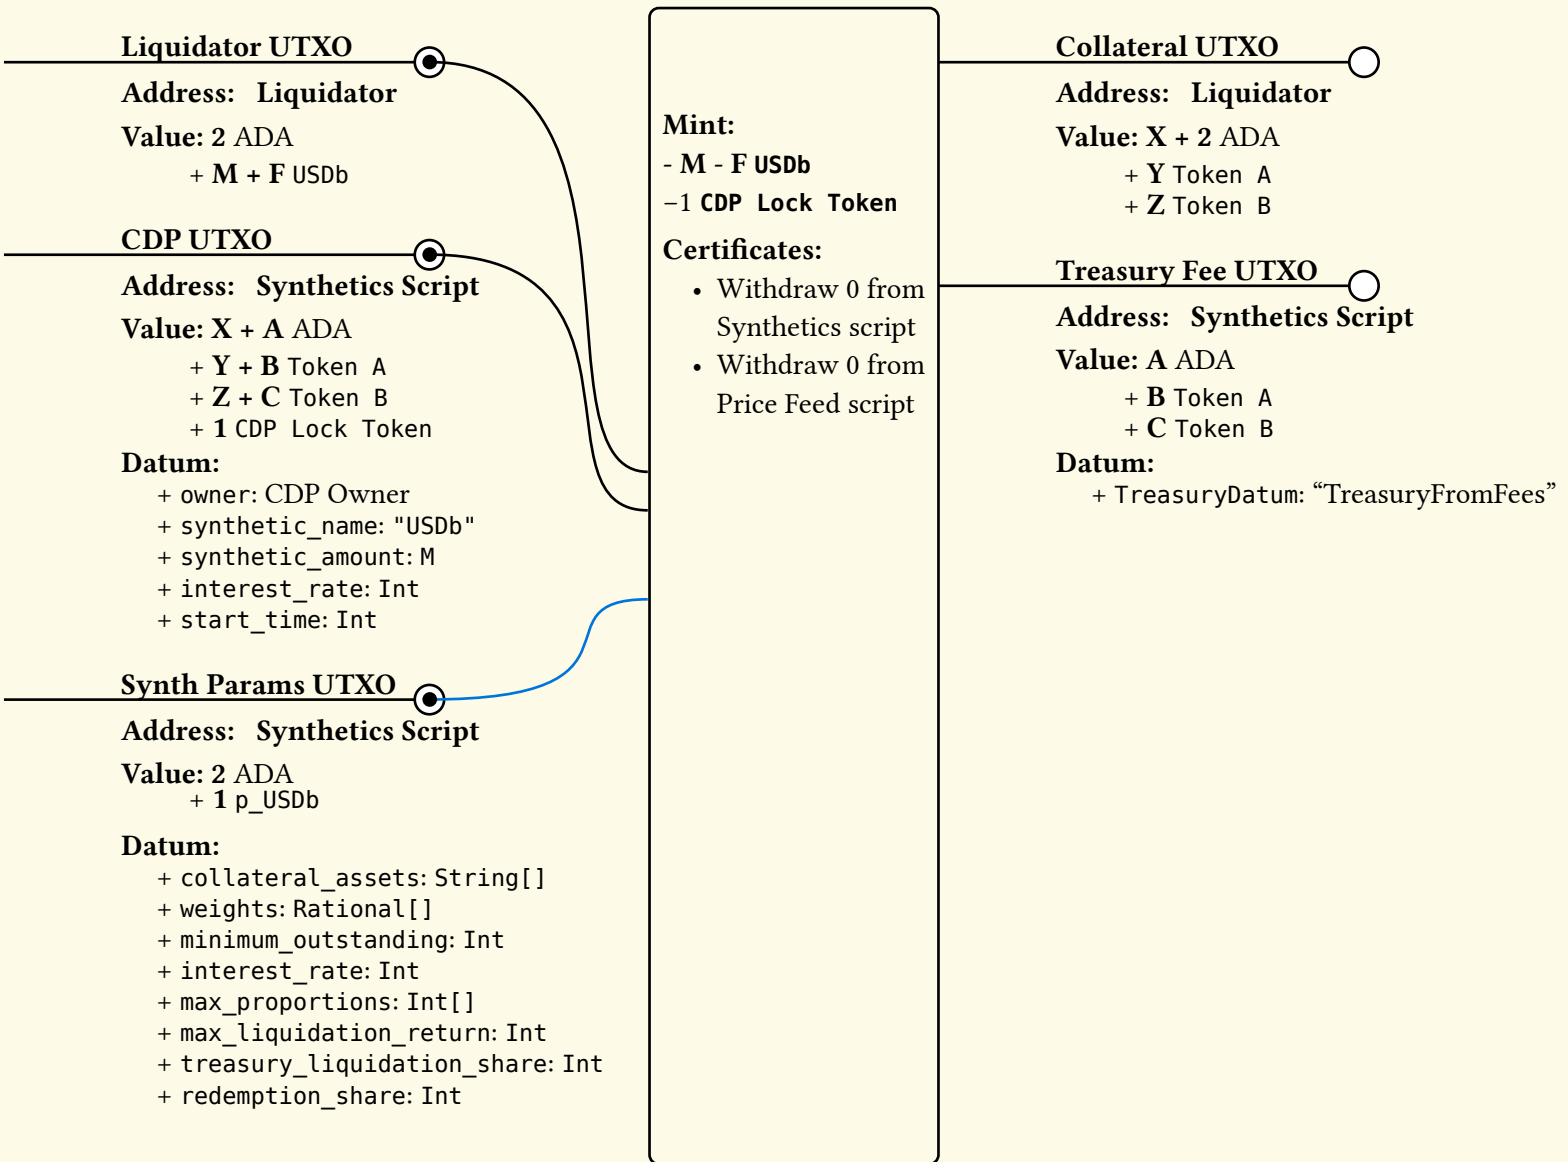 Liquidator UTXO
Address: Liquidator
Value: 2 ADA
+ M + F USDb
CDP UTXO
Address: Synthetics Script
Value: X + A ADA
+ Y + B Token A
+ Z + C Token B
+ 1 CDP Lock Token
Datum:
+ owner: CDP Owner
+ synthetic_name: "USDb"
+ synthetic_amount: M
+ interest_rate: Int
+ start_time: Int
Synth Params UTXO
Address: Synthetics Script
Value: 2 ADA
+ 1 p_USDb
Datum:
+ collateral_assets: String[]
+ weights: Rational[]
+ minimum_outstanding: Int
+ interest_rate: Int
+ max_proportions: Int[]
+ max_liquidation_return: Int
+ treasury_liquidation_share: Int
+ redemption_share: Int
Mint:
- M - F USDb
−1 CDP Lock Token
Certificates:
• Withdraw 0 from
Synthetics script
• Withdraw 0 from
Price Feed script
Collateral UTXO
Address: Liquidator
Value: X + 2 ADA
+ Y Token A
+ Z Token B
Treasury Fee UTXO
Address: Synthetics Script
Value: A ADA
+ B Token A
+ C Token B
Datum:
+ TreasuryDatum: “TreasuryFromFees”